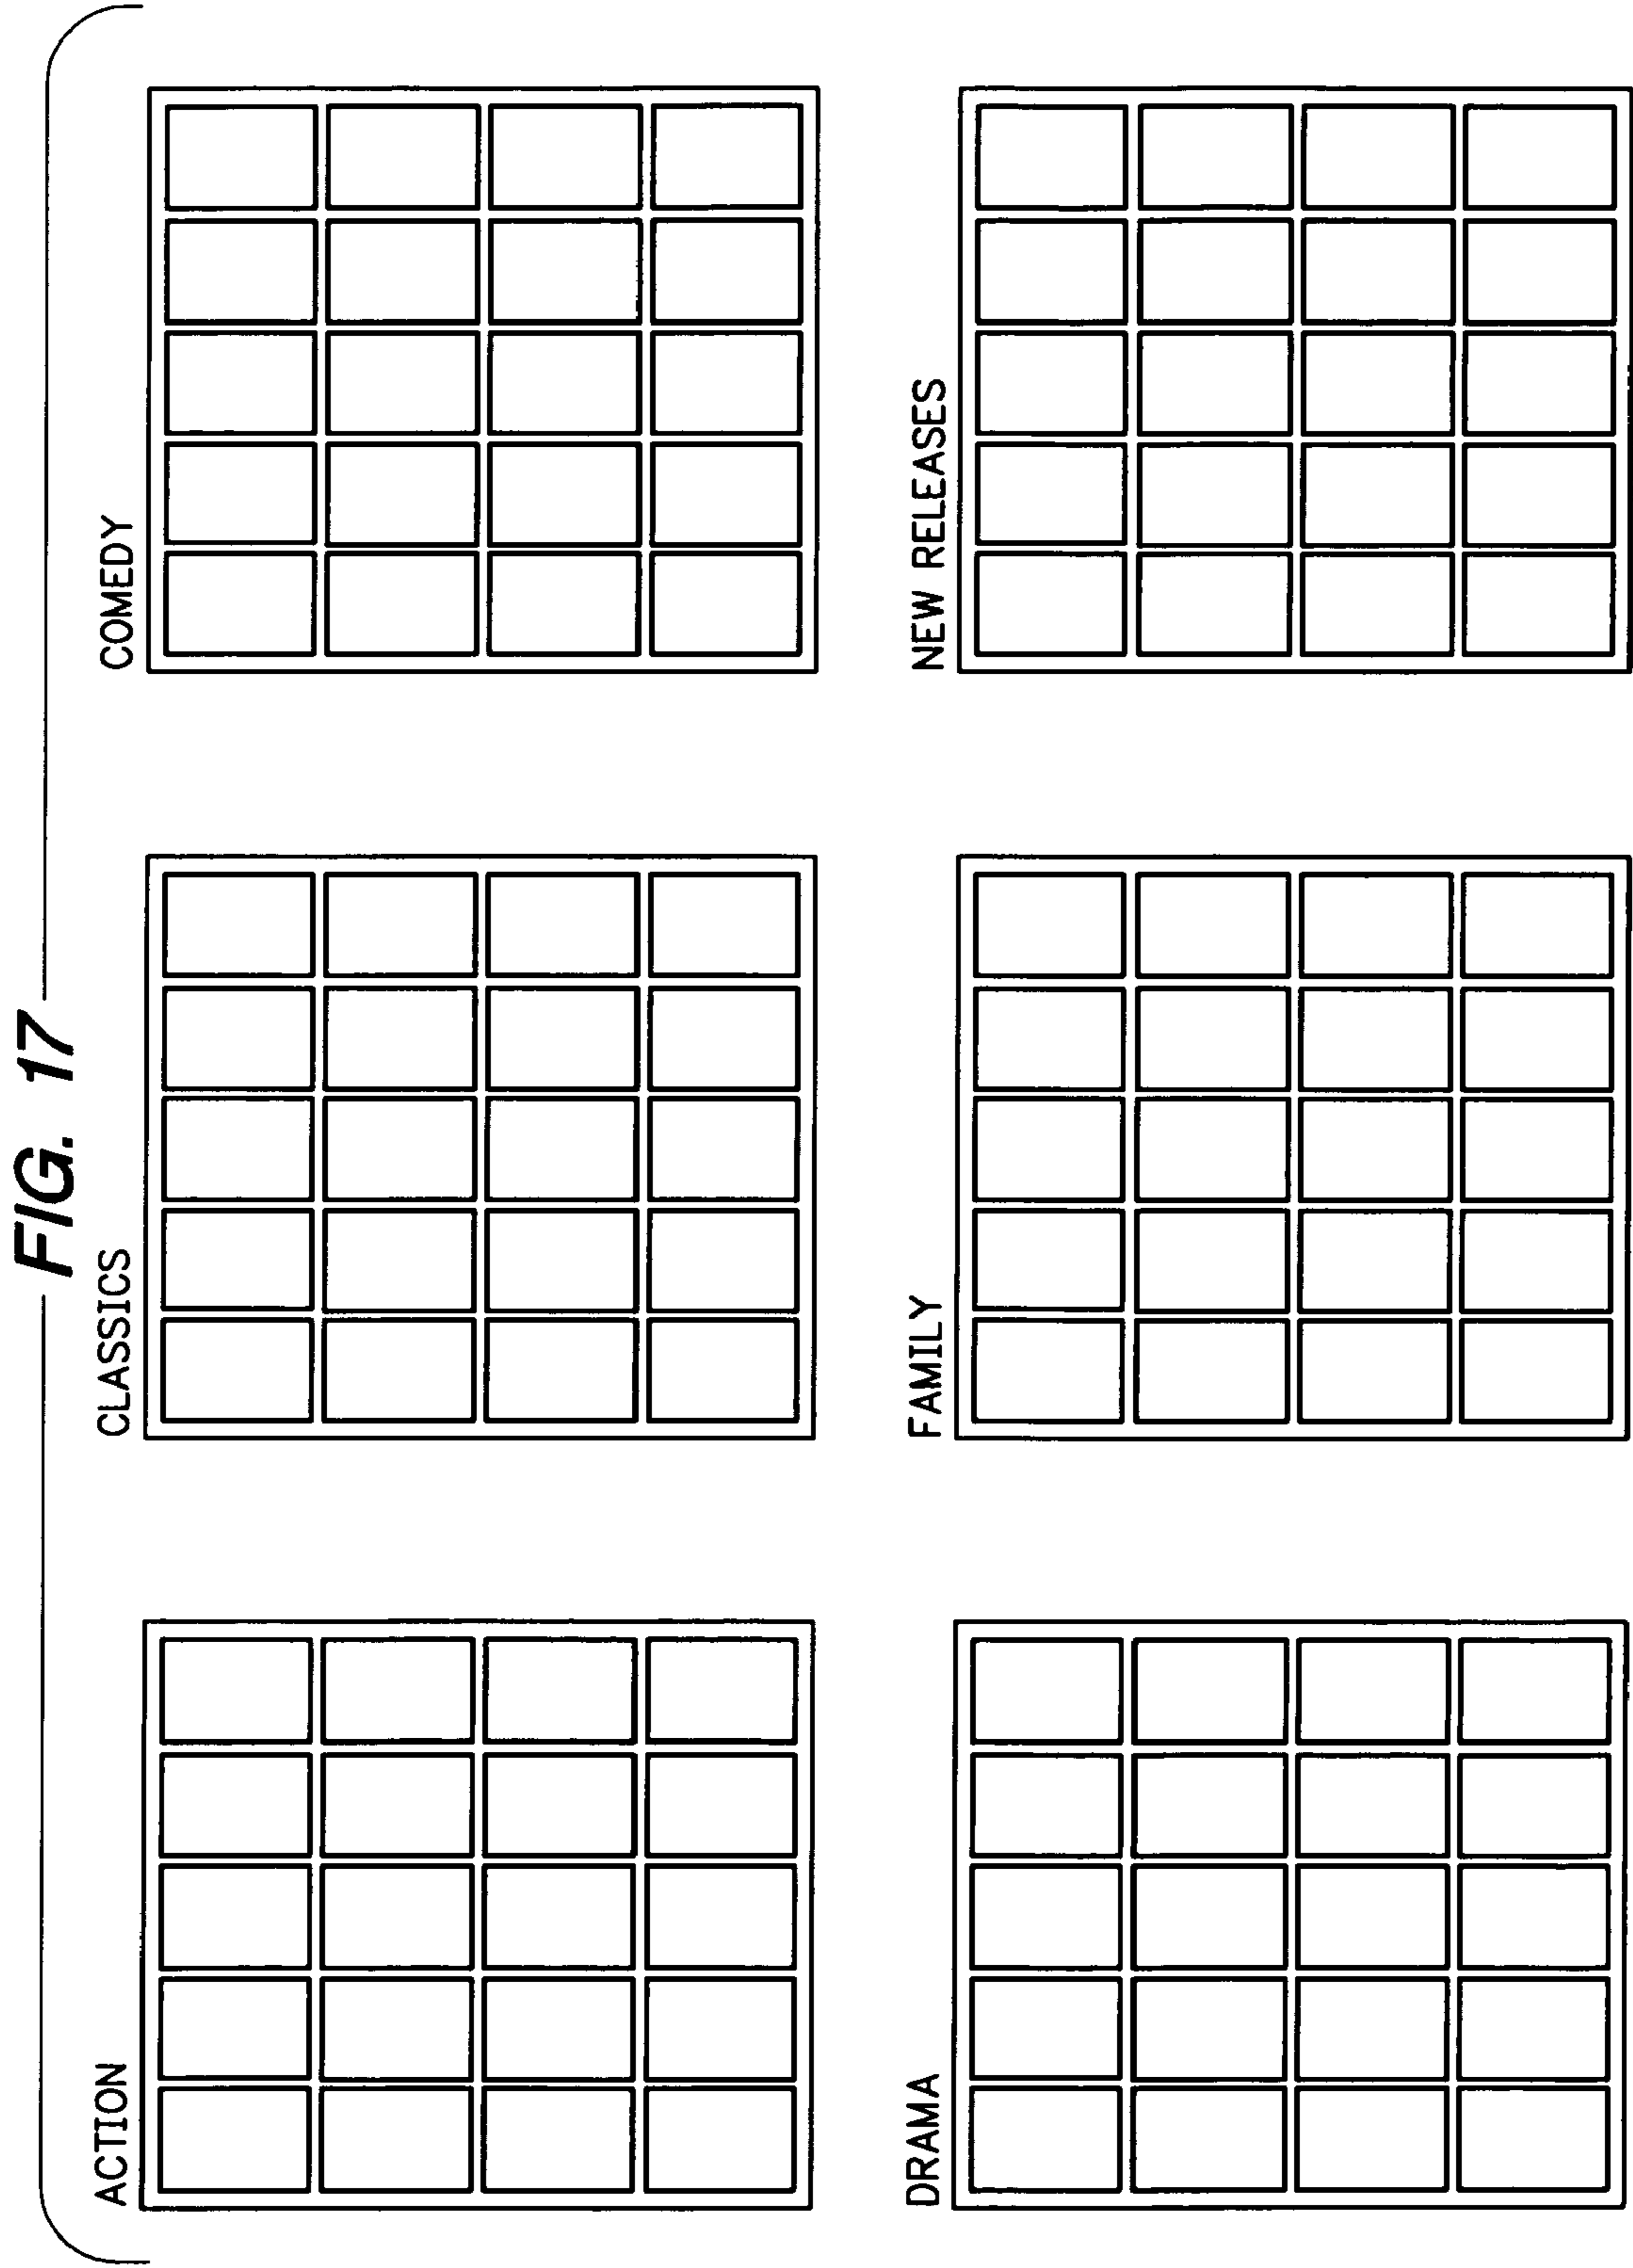 FIG. 17
ACTION
CLASSICS
COMEDY
DRAMA
FAMILY
NEW RELEASES